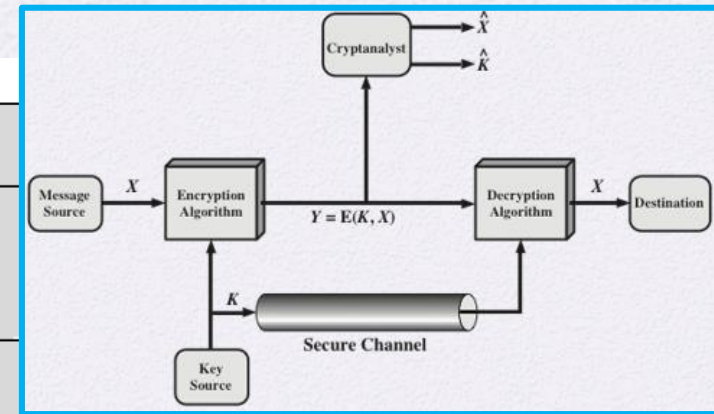 Cryptanalyst
X̂
K̂
Message
Source
X
Encryption
Algorithm
Y = E(K, X)
Decryption
Algorithm
X
Destination
K
Secure Channel
Key
Source